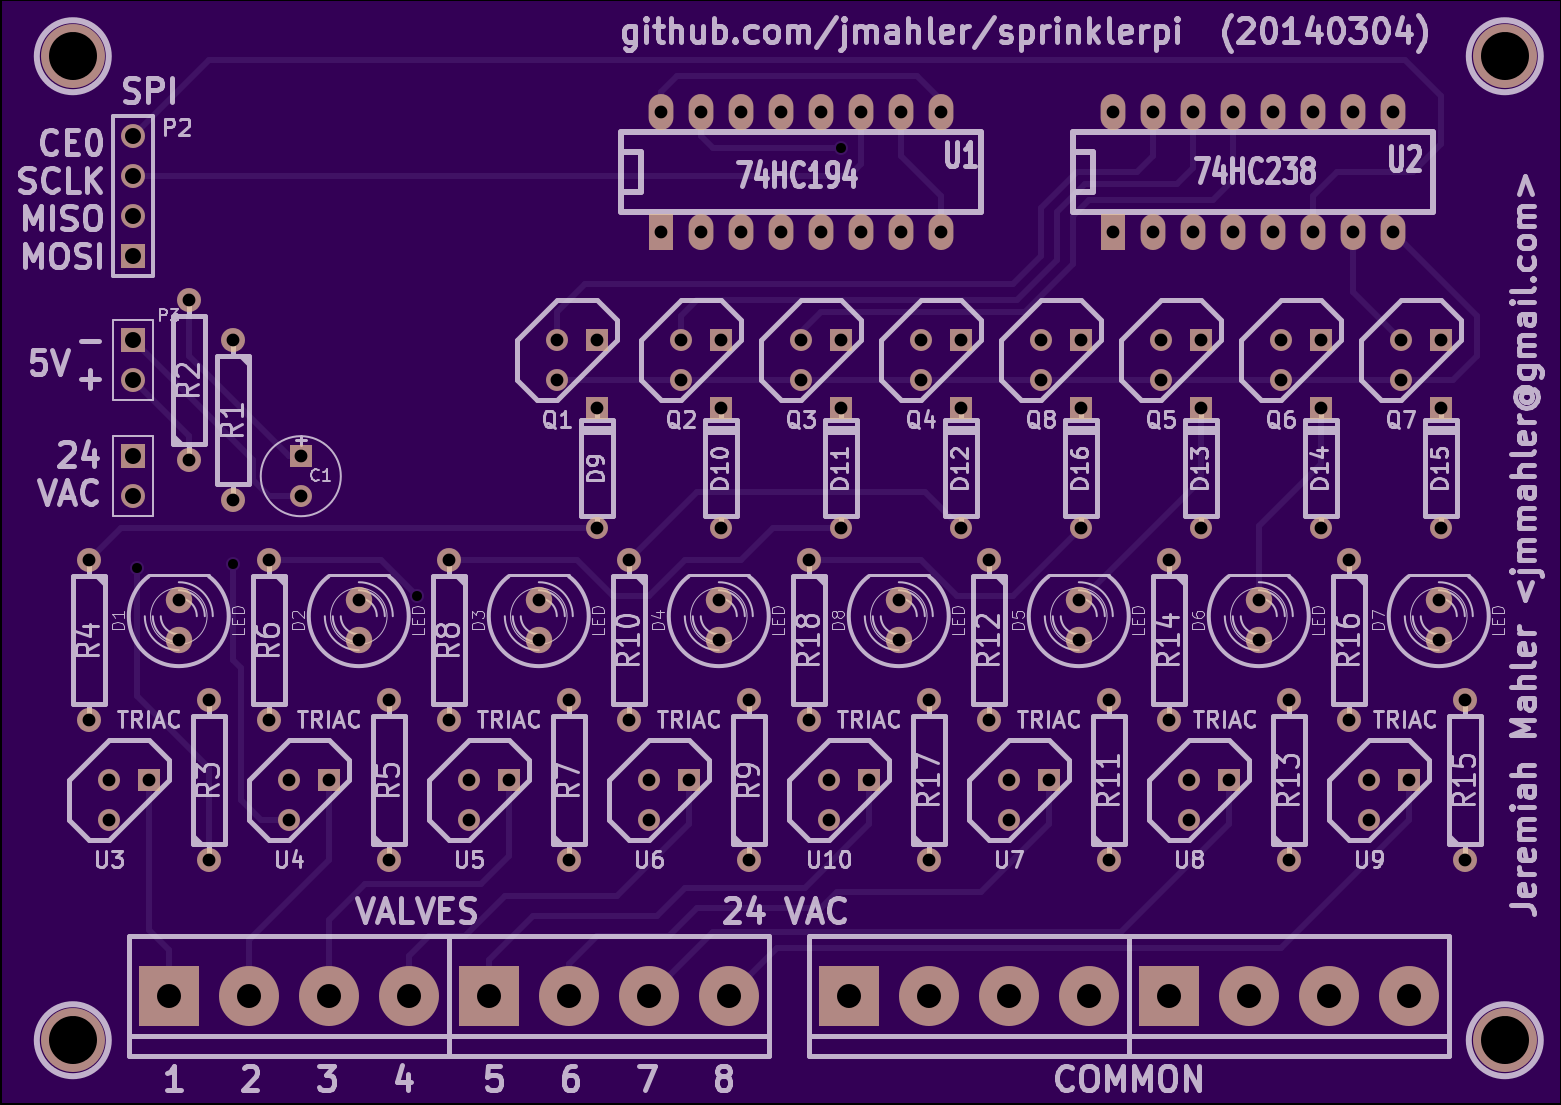 github.com/jmahler/sprinklerpi (20140304)
SPI
P2
CE0
SCLK
MISO
MOSI
U1
74HC194
U2
74HC238
P3
5V - +
R2
R1
24
VAC
+
C1
Q1 Q2 Q3 Q4 Q8 Q5 Q6 Q7
D9 D10 D11 D12 D16 D13 D14 D15
R4 D1 LED R6 D2 LED R8 D3 LED R10 D4 LED R18 D8 LED R12 D5 LED R14 D6 LED R16 D7 LED
TRIAC TRIAC TRIAC TRIAC TRIAC TRIAC TRIAC TRIAC
R3 R5 R7 R9 R17 R11 R13 R15
U3 U4 U5 U6 U10 U7 U8 U9
VALVES 24 VAC
1 2 3 4 5 6 7 8 COMMON
Jeremiah Mahler <jmmahler@gmail.com>